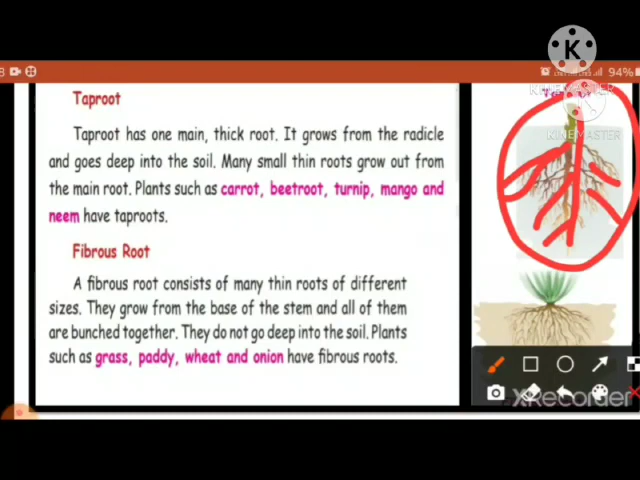 8
94%
K
KINEMASTER
KINEMASTER
Taproot
Taproot has one main, thick root. It grows from the radicle
and goes deep into the soil. Many small thin roots grow out from
the main root. Plants such as carrot, beetroot, turnip, mango and
neem have taproots.
Fibrous Root
A fibrous root consists of many thin roots of different
sizes. They grow from the base of the stem and all of them
are bunched together. They do not go deep into the soil. Plants
such as grass, paddy, wheat and onion have fibrous roots.
XRecorder